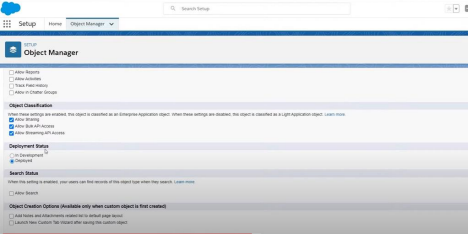 Search Setup
Setup Home Object Manager
SETUP
Object Manager
Allow Reports
Allow Activities
Track Field History
Allow in Chatter Groups
Object Classification
When these settings are enabled, this object is classified as an Enterprise Application object. When these settings are disabled, this object is classified as a Light Application object. Learn more.
Allow Sharing
Allow Bulk API Access
Allow Streaming API Access
Deployment Status
In Development
Deployed
Search Status
When this setting is enabled, your users can find records of this object type when they search. Learn more.
Allow Search
Object Creation Options (Available only when custom object is first created)
Add Notes and Attachments related list to default page layout
Launch New Custom Tab Wizard after saving this custom object